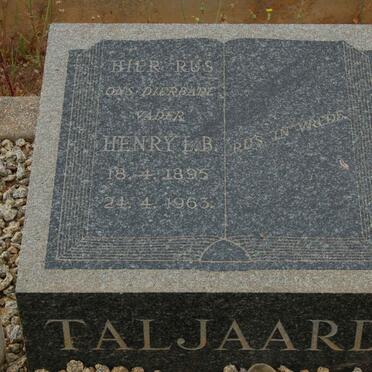 HIER RUS
ONS DIERBARE
VADER
HENRY L.B.
18.4.1895
24.4.1963.
RUS IN VREDE
TALJAARD